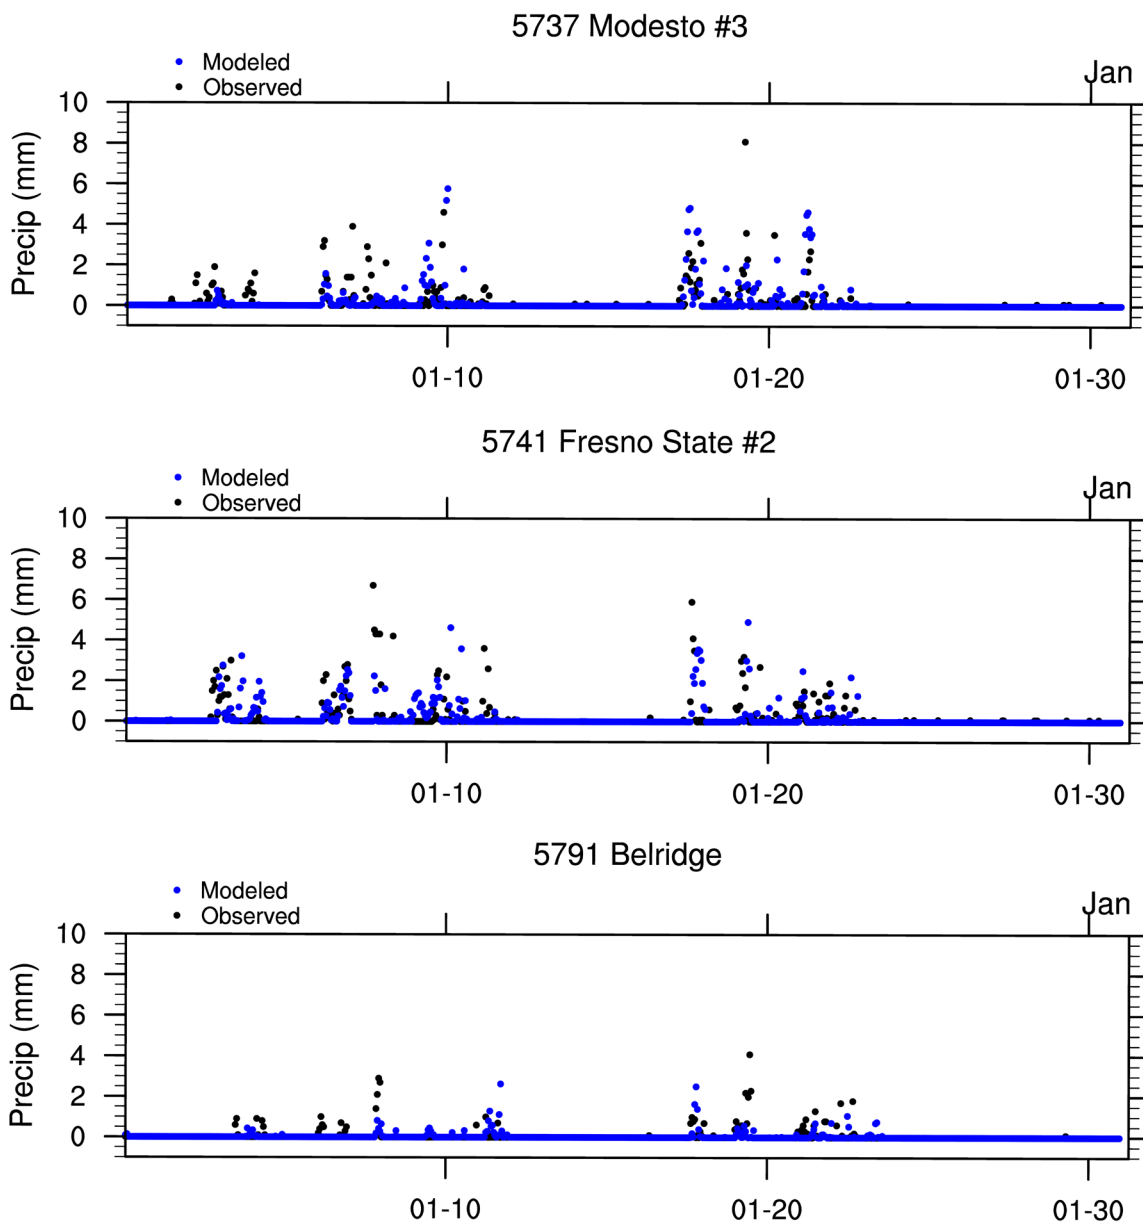 5737 Modesto #3
Modeled
Observed
Jan
10
8
6
4
2
0
Precip (mm)
01-10
01-20
01-30
5741 Fresno State #2
Modeled
Observed
Jan
10
8
6
4
2
0
Precip (mm)
01-10
01-20
01-30
5791 Belridge
Modeled
Observed
Jan
10
8
6
4
2
0
Precip (mm)
01-10
01-20
01-30